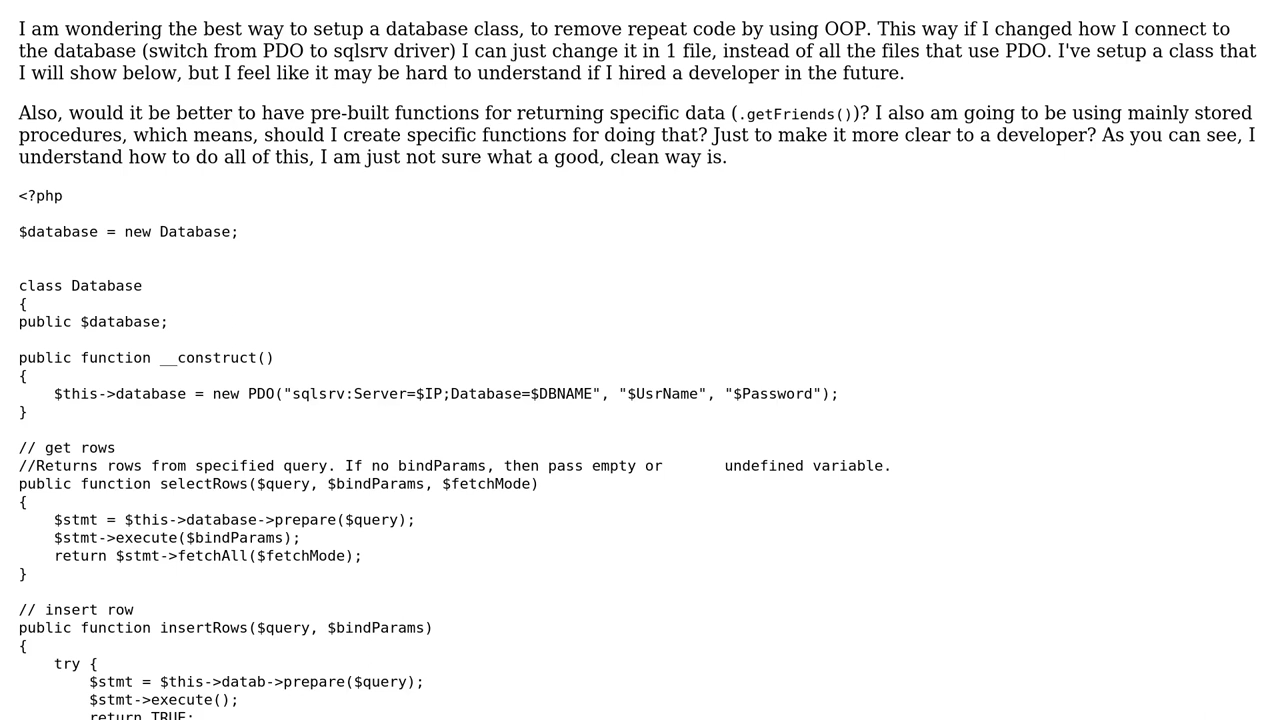 I am wondering the best way to setup a database class, to remove repeat code by using OOP. This way if I changed how I connect to
the database (switch from PDO to sqlsrv driver) I can just change it in 1 file, instead of all the files that use PDO. I've setup a class that
I will show below, but I feel like it may be hard to understand if I hired a developer in the future.
Also, would it be better to have pre-built functions for returning specific data (.getFriends())? I also am going to be using mainly stored
procedures, which means, should I create specific functions for doing that? Just to make it more clear to a developer? As you can see, I
understand how to do all of this, I am just not sure what a good, clean way is.
<?php
$database = new Database;
class Database
{
public $database;
public function __construct()
{
    $this->database = new PDO("sqlsrv:Server=$IP;Database=$DBNAME", "$UsrName", "$Password");
}
// get rows
//Returns rows from specified query. If no bindParams, then pass empty or       undefined variable.
public function selectRows($query, $bindParams, $fetchMode)
{
    $stmt = $this->database->prepare($query);
    $stmt->execute($bindParams);
    return $stmt->fetchAll($fetchMode);
}
// insert row
public function insertRows($query, $bindParams)
{
    try {
        $stmt = $this->datab->prepare($query);
        $stmt->execute();
        return TRUE;